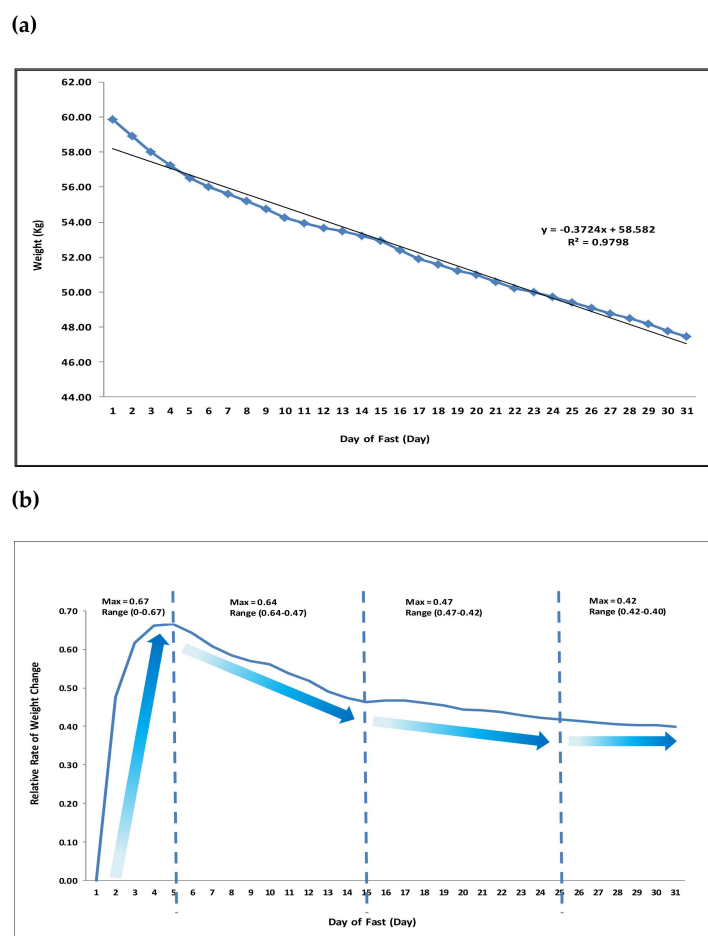 (a)
62.00
60.00
58.00
56.00
54.00
52.00
50.00
48.00
46.00
44.00
Weight (Kg)
y = -0.3724x + 58.582
R² = 0.9798
1 2 3 4 5 6 7 8 9 10 11 12 13 14 15 16 17 18 19 20 21 22 23 24 25 26 27 28 29 30 31
Day of Fast (Day)
(b)
Max = 0.67
Range (0-0.67)
Max = 0.64
Range (0.64-0.47)
Max = 0.47
Range (0.47-0.42)
Max = 0.42
Range (0.42-0.40)
0.70
0.60
0.50
0.40
0.30
0.20
0.10
0.00
Relative Rate of Weight Change
1 2 3 4 5 6 7 8 9 10 11 12 13 14 15 16 17 18 19 20 21 22 23 24 25 26 27 28 29 30 31
Day of Fast (Day)